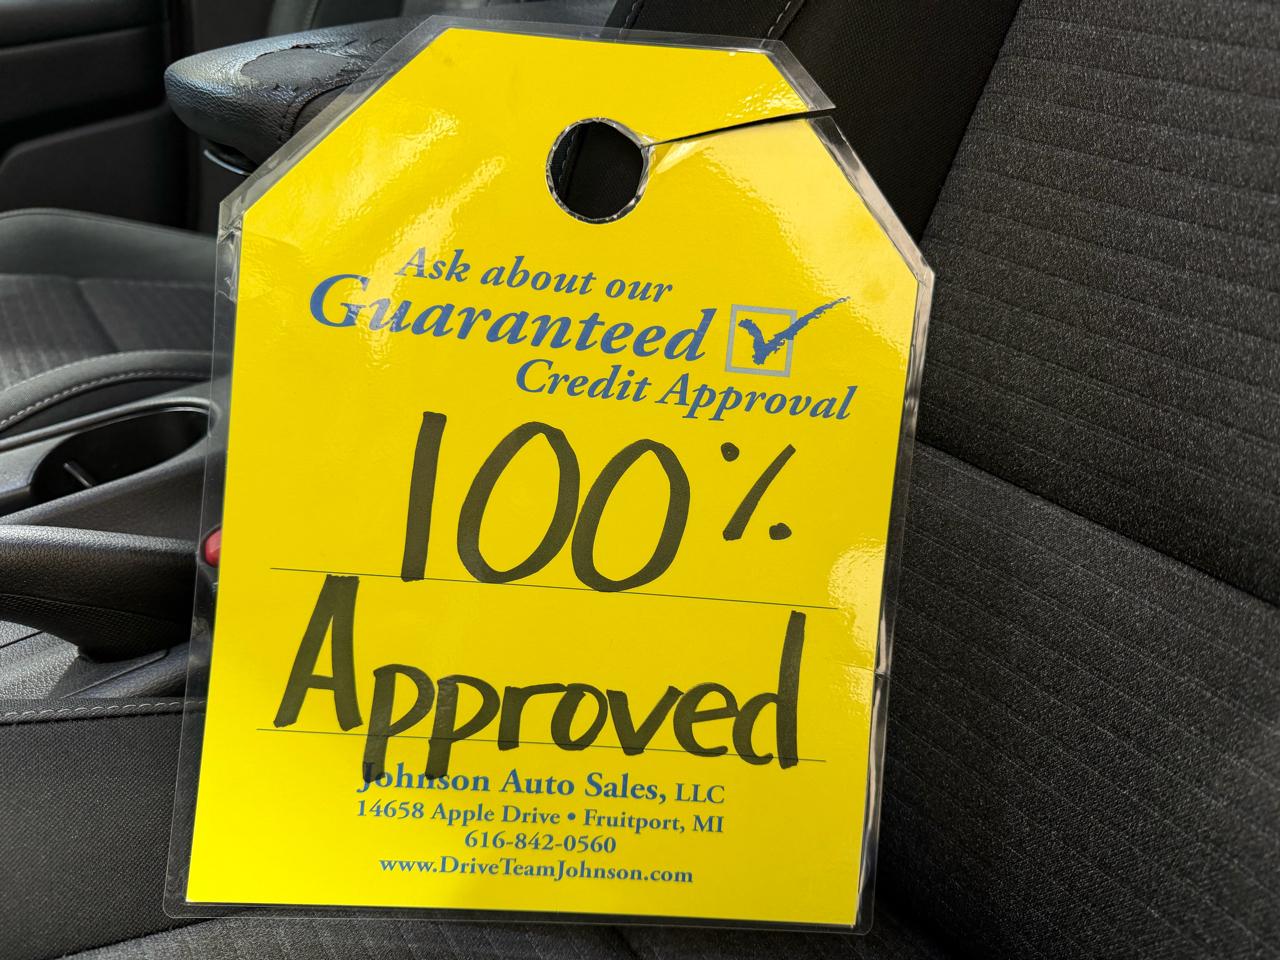 Ask about our
Guaranteed
Credit Approval
100%
Approved
Johnson Auto Sales, LLC
14658 Apple Drive • Fruitport, MI
616-842-0560
www.DriveTeamJohnson.com